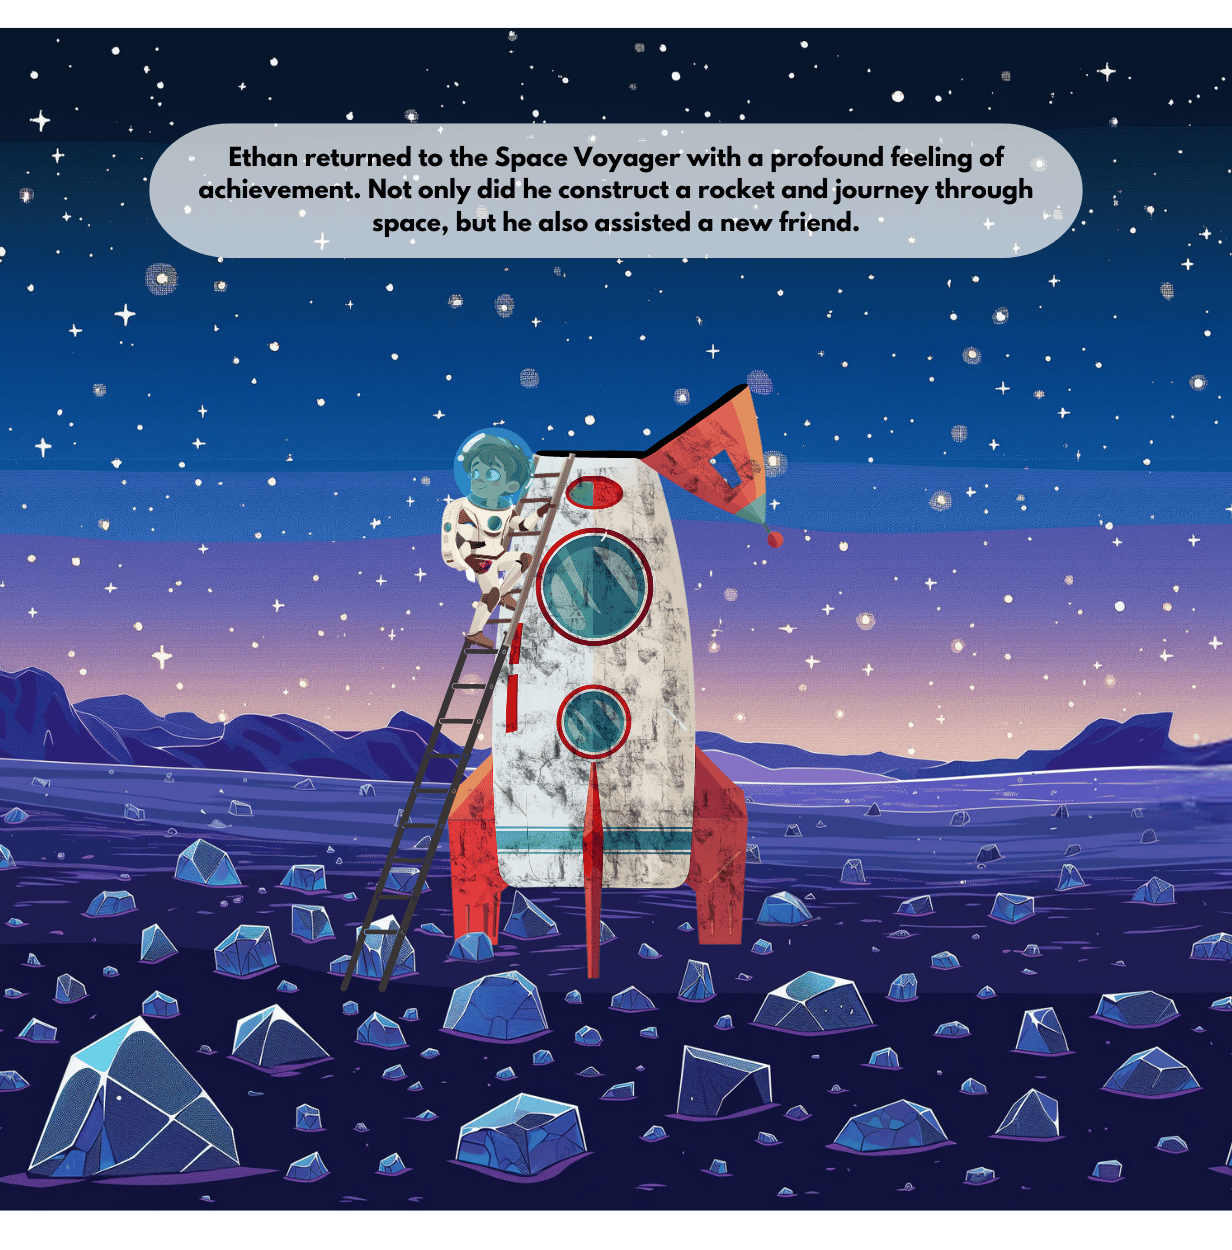 Ethan returned to the Space Voyager with a profound feeling of
achievement. Not only did he construct a rocket and journey through
space, but he also assisted a new friend.